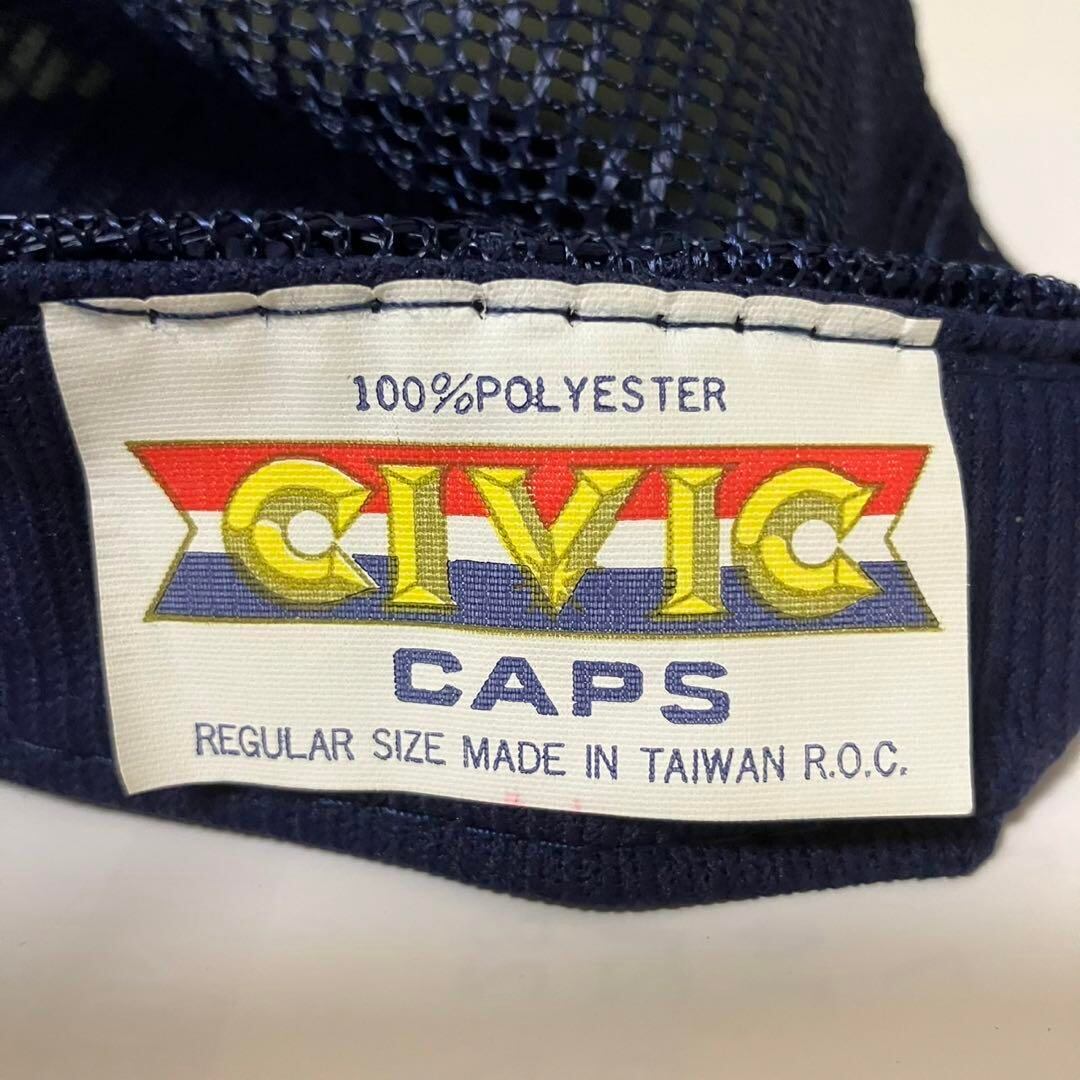 100%POLYESTER
CIVIC
CAPS
REGULAR SIZE MADE IN TAIWAN R.O.C.